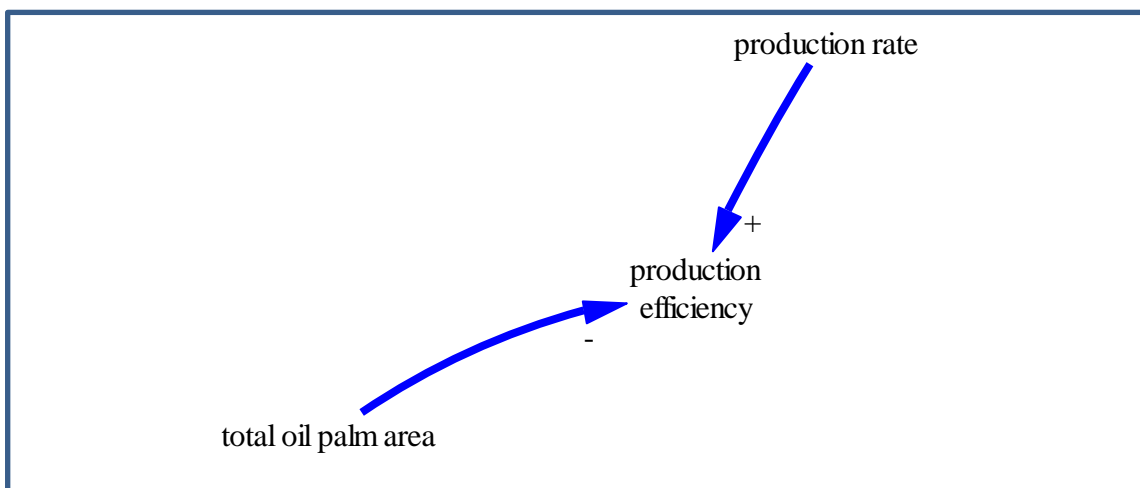 production rate
+
production
efficiency
-
total oil palm area